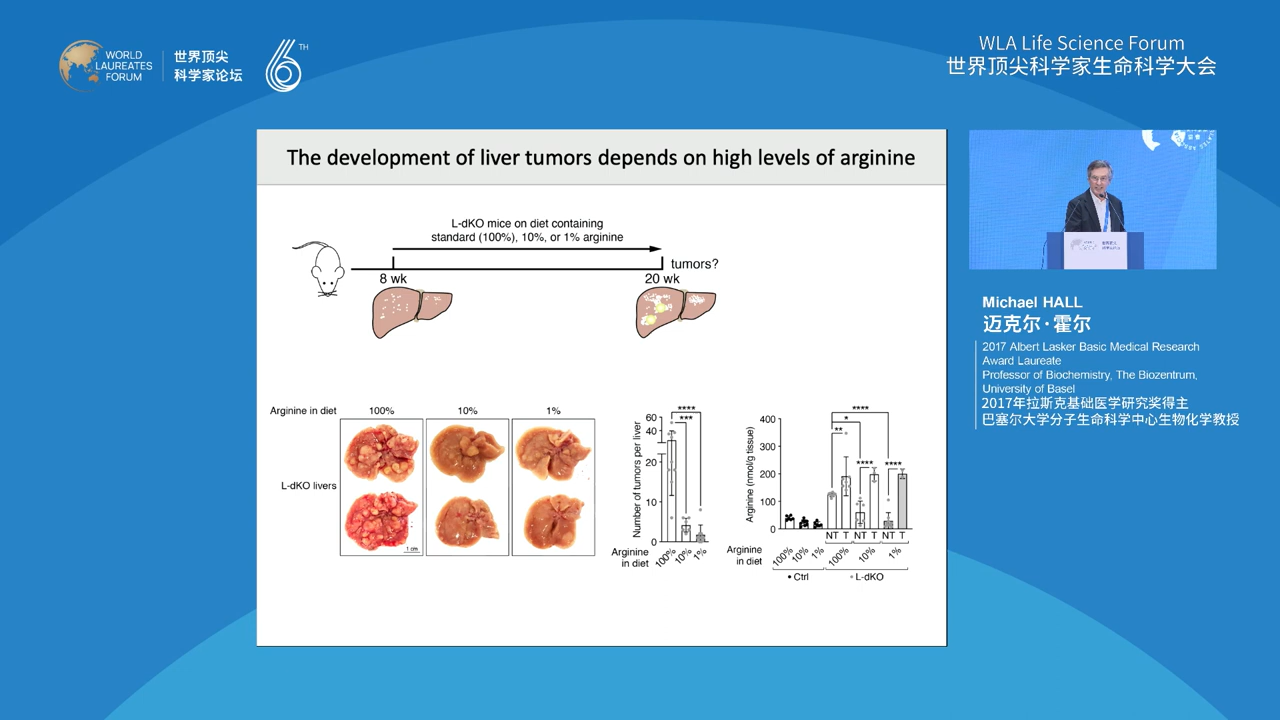 WORLD
LAUREATES
FORUM
世界顶尖
科学家论坛
6TH
WLA Life Science Forum
世界顶尖科学家生命科学大会
The development of liver tumors depends on high levels of arginine
L-dKO mice on diet containing
standard (100%), 10%, or 1% arginine
tumors?
8 wk
20 wk
Arginine in diet
100%
10%
1%
L-dKO livers
1 cm
Number of tumors per liver
60
40
20
10
0
****
***
Arginine
in diet
100%
10%
1%
Arginine (nmol/g tissue)
400
300
200
100
0
****
*
**
****
****
NT T NT T NT T
Arginine
in diet
100% 10% 1% 100% 10% 1%
• Ctrl
• L-dKO
Michael HALL
迈克尔·霍尔
2017 Albert Lasker Basic Medical Research
Award Laureate
Professor of Biochemistry, The Biozentrum,
University of Basel
2017年拉斯克基础医学研究奖得主
巴塞尔大学分子生命科学中心生物化学教授